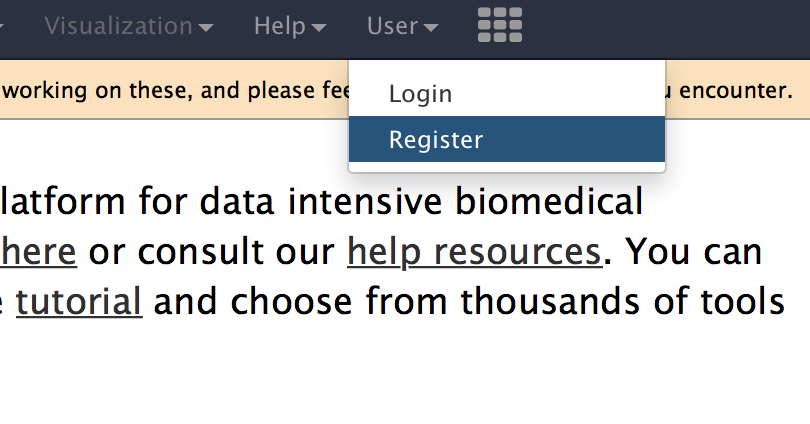 Visualization Help User
working on these, and please
encounter.
Login
Register
latform for data intensive biomedical
here or consult our help resources. You can
tutorial and choose from thousands of tools